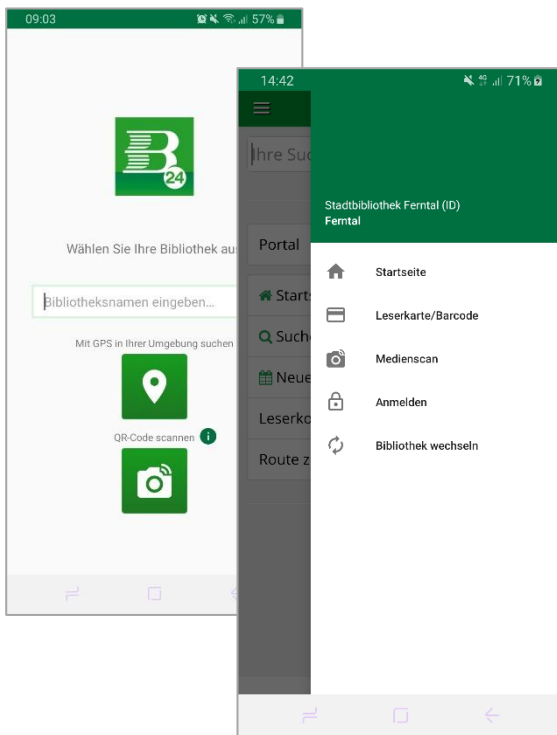 09:03
57%
B
24
Wählen Sie Ihre Bibliothek au
Bibliotheksnamen eingeben...
Mit GPS in Ihrer Umgebung suchen
QR-Code scannen i
14:42
4G 71%
Ihre Suc
Portal
Starts
Such
Neue
Leserko
Route z
Stadtbibliothek Ferntal (ID)
Ferntal
Startseite
Leserkarte/Barcode
Medienscan
Anmelden
Bibliothek wechseln